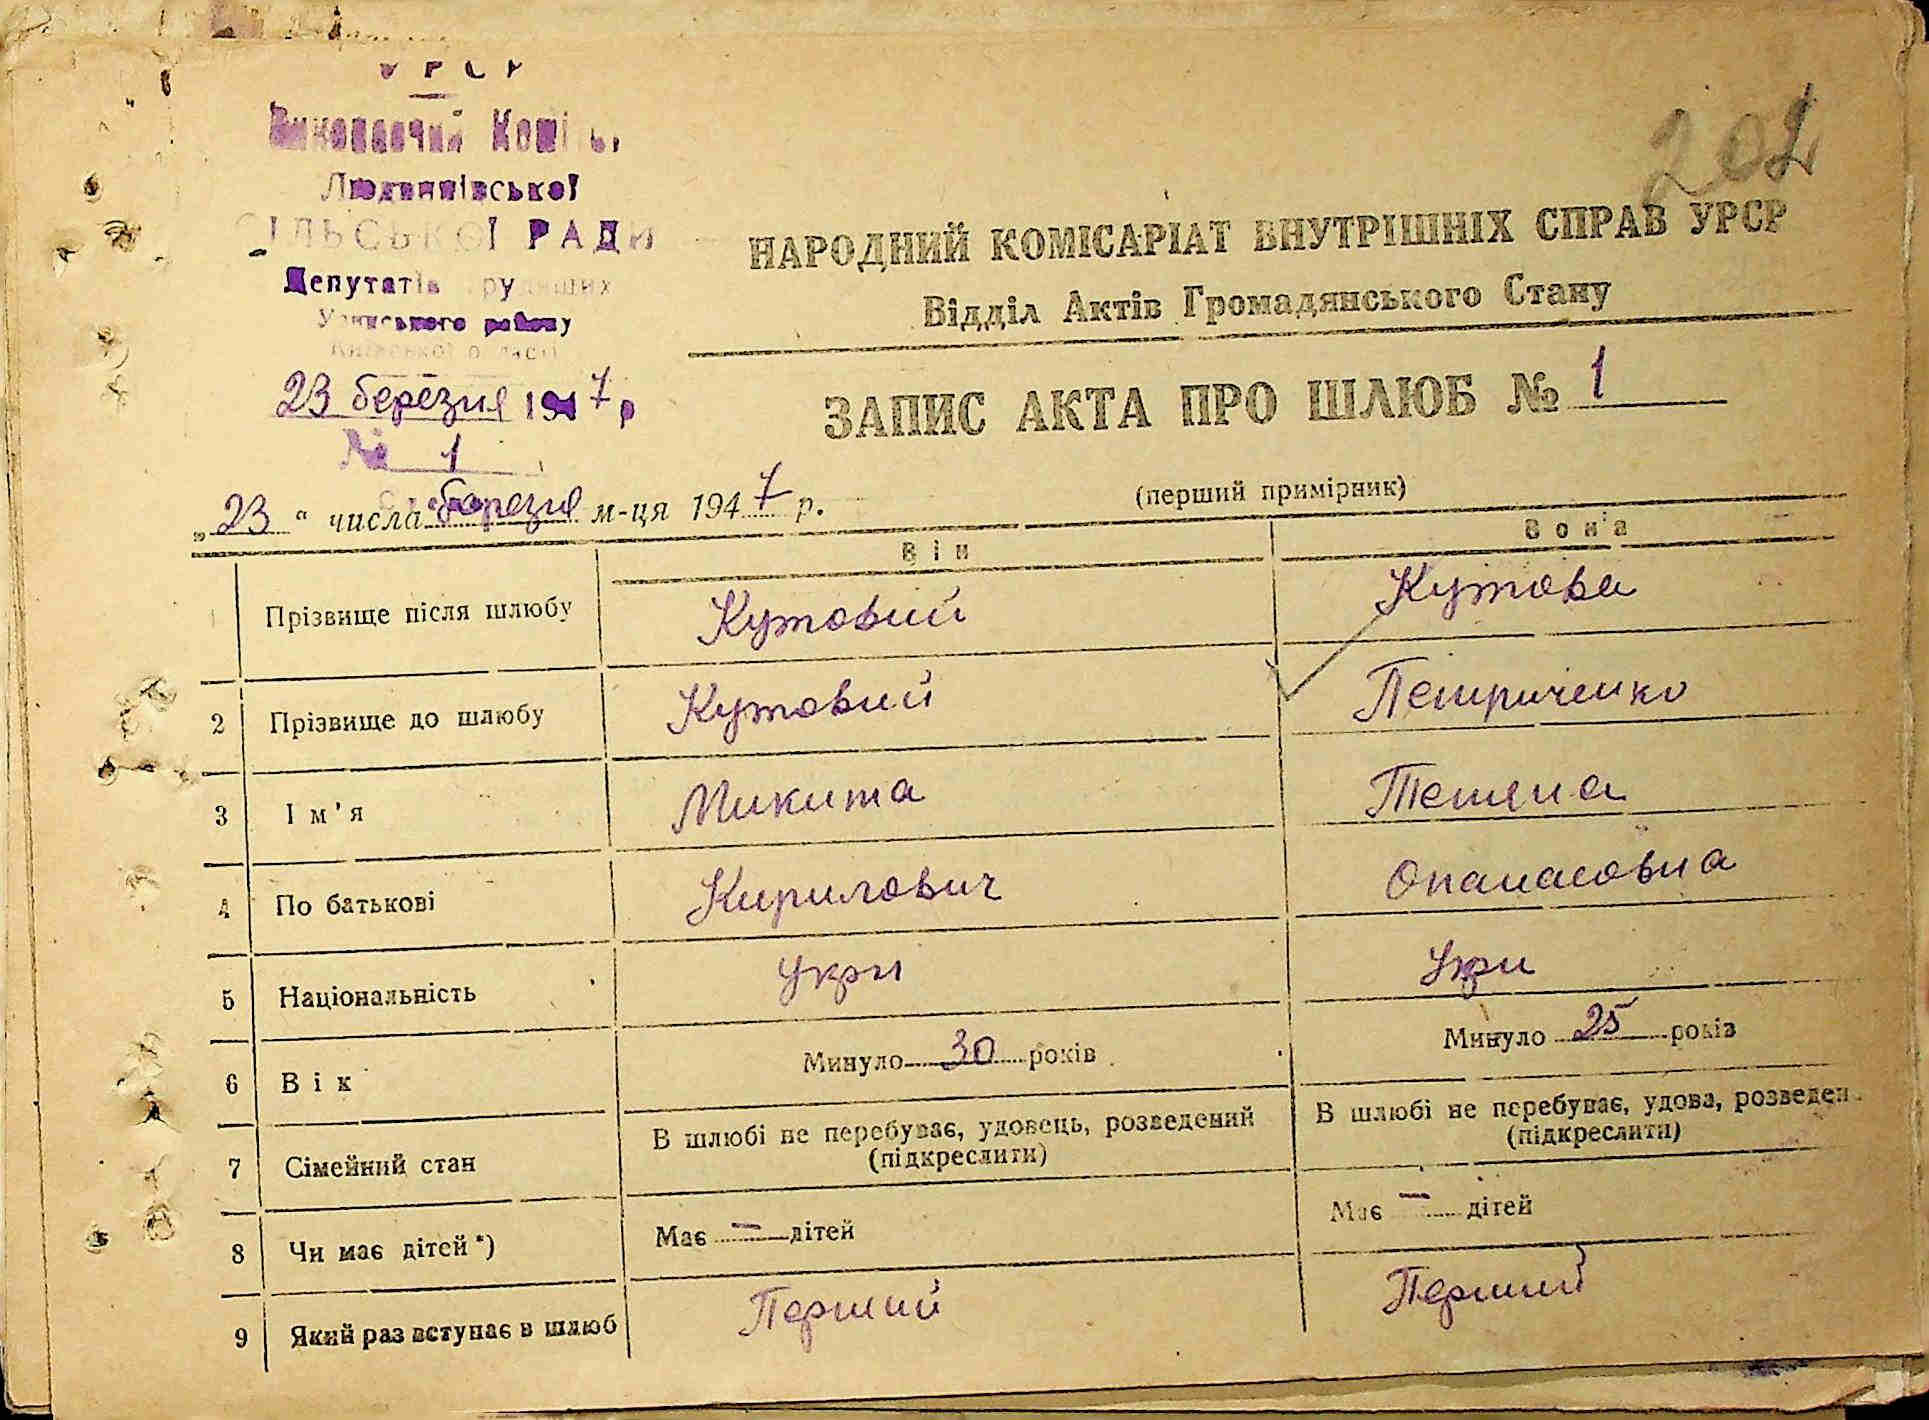 УРСР
202
Виконавчий Коміт
Людвинівської
СІЛЬСЬКОЇ РАДИ
Депутатів Трудящих
Узинського району
Київської області
23 березня 1947 р
№ 1
НАРОДНИЙ КОМІСАРІАТ ВНУТРІШНІХ СПРАВ УРСР
Відділ Актів Громадянського Стану
ЗАПИС АКТА ПРО ШЛЮБ № 1
(перший примірник)
„23“ числа березня м-ця 1947 р.
Він Вона
1 Прізвище після шлюбу Кутовий Кутова
2 Прізвище до шлюбу Кутовий Петриченко
3 Ім'я Микита Тетяна
4 По батькові Кирилович Опанасовна
5 Національність Укри Укри
6 Вік Минуло 30 років Минуло 25 років
7 Сімейний стан В шлюбі не перебуває, удовець, розведений В шлюбі не перебуває, удова, розведен
(підкреслити) (підкреслити)
8 Чи має дітей*) Має — дітей Має — дітей
9 Який раз вступає в шлюб Перший Перший